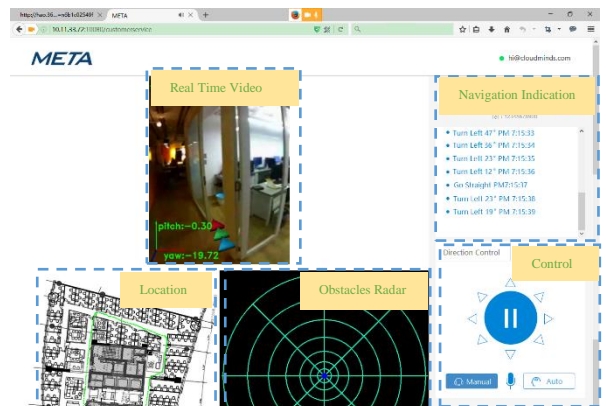 META
META
hi@cloudminds.com
Real Time Video
pitch:-0.30
yaw:-19.72
Navigation Indication
Turn Left 47° PM 7:15:33
Turn Left 36° PM 7:15:34
Turn Left 23° PM 7:15:35
Turn Left 12° PM 7:15:36
Go Straight PM7:15:37
Turn Left 23° PM 7:15:38
Turn Left 19° PM 7:15:39
Location
Obstacles Radar
Direction Control
Control
Manual
Auto